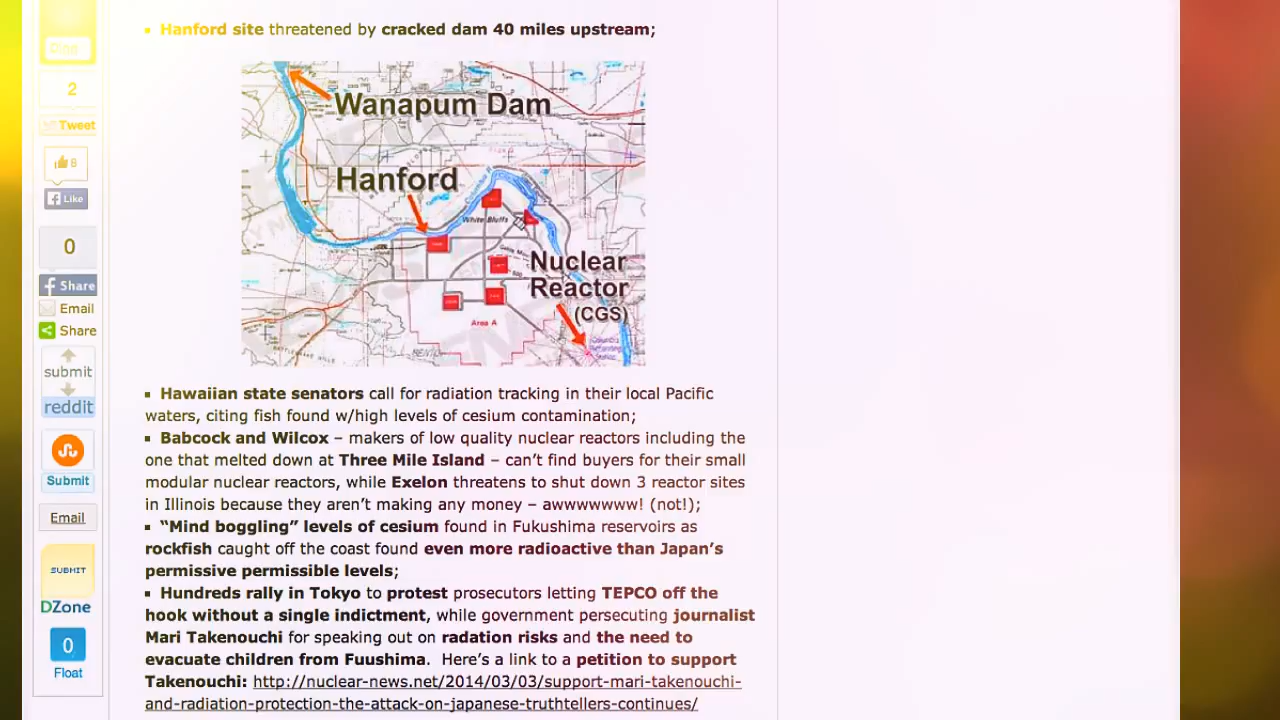 Digg
2
Tweet
8
Like
0
Share
Email
Share
submit
reddit
Submit
Email
SUBMIT
DZone
0
Float
▪ Hanford site threatened by cracked dam 40 miles upstream;
Wanapum Dam
Hanford
White Bluffs
Nuclear
Reactor
(CGS)
Area A
▪ Hawaiian state senators call for radiation tracking in their local Pacific
waters, citing fish found w/high levels of cesium contamination;
▪ Babcock and Wilcox – makers of low quality nuclear reactors including the
one that melted down at Three Mile Island – can’t find buyers for their small
modular nuclear reactors, while Exelon threatens to shut down 3 reactor sites
in Illinois because they aren’t making any money – awwwwwww! (not!);
▪ “Mind boggling” levels of cesium found in Fukushima reservoirs as
rockfish caught off the coast found even more radioactive than Japan’s
permissive permissible levels;
▪ Hundreds rally in Tokyo to protest prosecutors letting TEPCO off the
hook without a single indictment, while government persecuting journalist
Mari Takenouchi for speaking out on radation risks and the need to
evacuate children from Fuushima.  Here’s a link to a petition to support
Takenouchi: http://nuclear-news.net/2014/03/03/support-mari-takenouchi-
and-radiation-protection-the-attack-on-japanese-truthtellers-continues/